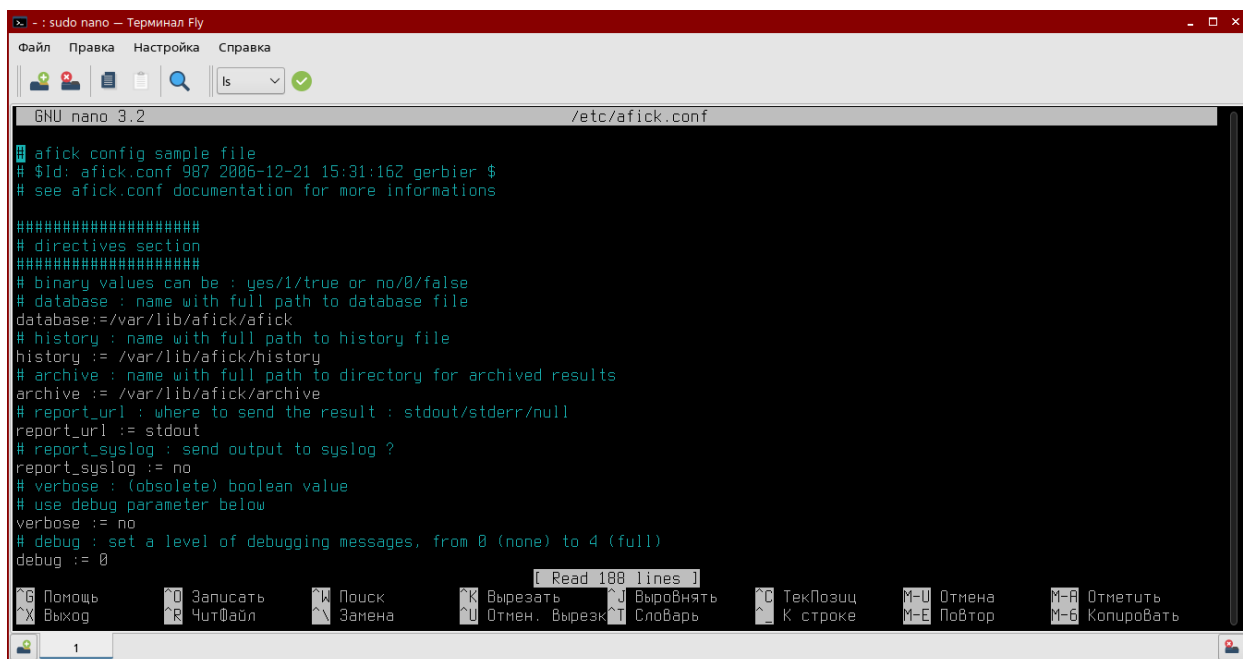 - : sudo nano — Терминал Fly
Файл Правка Настройка Справка
ls
GNU nano 3.2 /etc/afick.conf
# afick config sample file
# $Id: afick.conf 987 2006-12-21 15:31:16Z gerbier $
# see afick.conf documentation for more informations
####################
# directives section
####################
# binary values can be : yes/1/true or no/0/false
# database : name with full path to database file
database:=/var/lib/afick/afick
# history : name with full path to history file
history := /var/lib/afick/history
# archive : name with full path to directory for archived results
archive := /var/lib/afick/archive
# report_url : where to send the result : stdout/stderr/null
report_url := stdout
# report_syslog : send output to syslog ?
report_syslog := no
# verbose : (obsolete) boolean value
# use debug parameter below
verbose := no
# debug : set a level of debugging messages, from 0 (none) to 4 (full)
debug := 0
[ Read 188 lines ]
^G Помощь ^O Записать ^W Поиск ^K Вырезать ^J Выровнять ^C ТекПозиц M-U Отмена M-A Отметить
^X Выход ^R ЧитФайл ^\ Замена ^U Отмен. Вырезк ^T Словарь ^_ К строке M-E Повтор M-6 Копировать
1